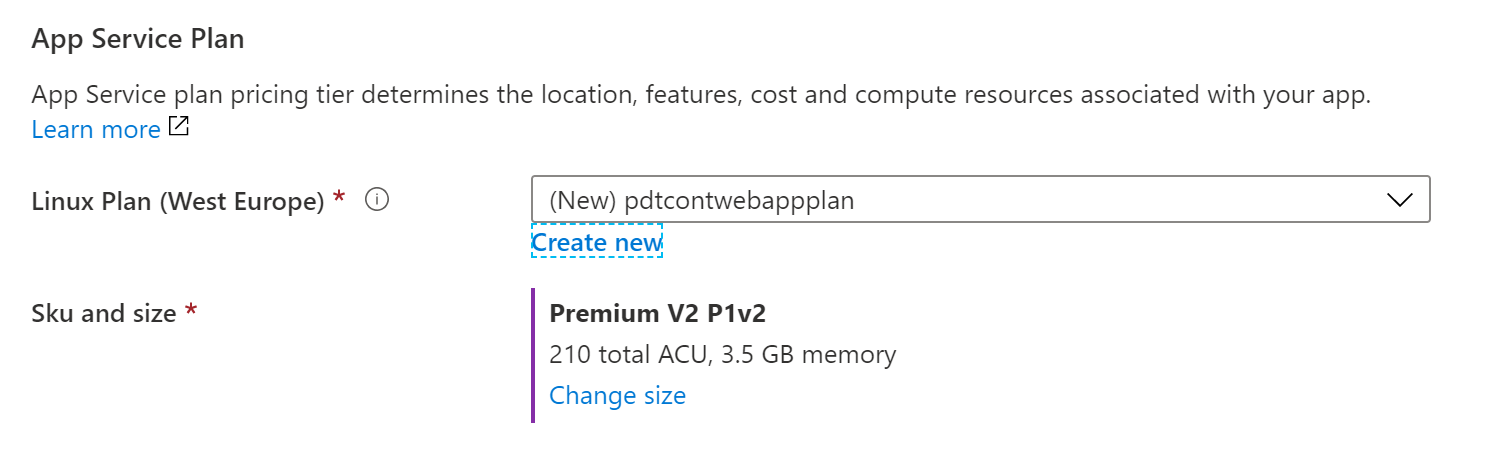 App Service Plan
App Service plan pricing tier determines the location, features, cost and compute resources associated with your app.
Learn more
Linux Plan (West Europe) *
(New) pdtcontwebappplan
Create new
Sku and size *
Premium V2 P1v2
210 total ACU, 3.5 GB memory
Change size